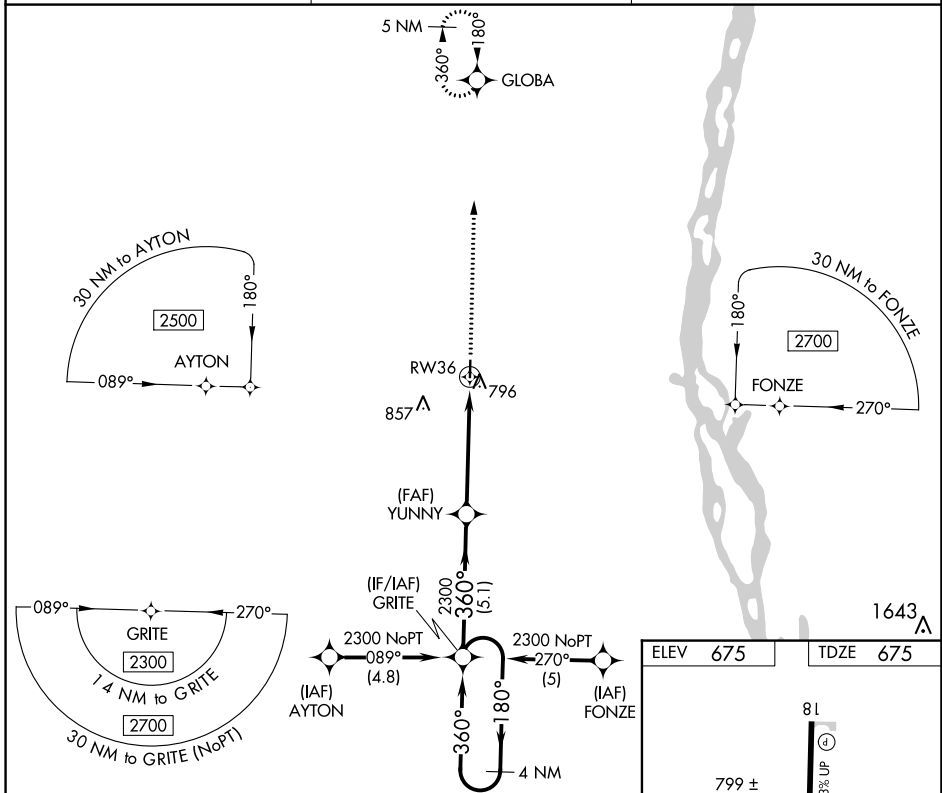 5 NM
180°
360°
GLOBA
30 NM to AYTON
180°
2500
AYTON
089°
30 NM to FONZE
180°
2700
FONZE
270°
RW36
796
857
(FAF)
YUNNY
(IF/IAF)
GRITE
2300
360°
(5.1)
2300 NoPT
089°
(4.8)
2300 NoPT
270°
(5)
(IAF)
AYTON
(IAF)
FONZE
360°
180°
4 NM
089°
270°
GRITE
2300
14 NM to GRITE
2700
30 NM to GRITE (NoPT)
1643
ELEV 675
TDZE 675
18
3% UP
799 ±